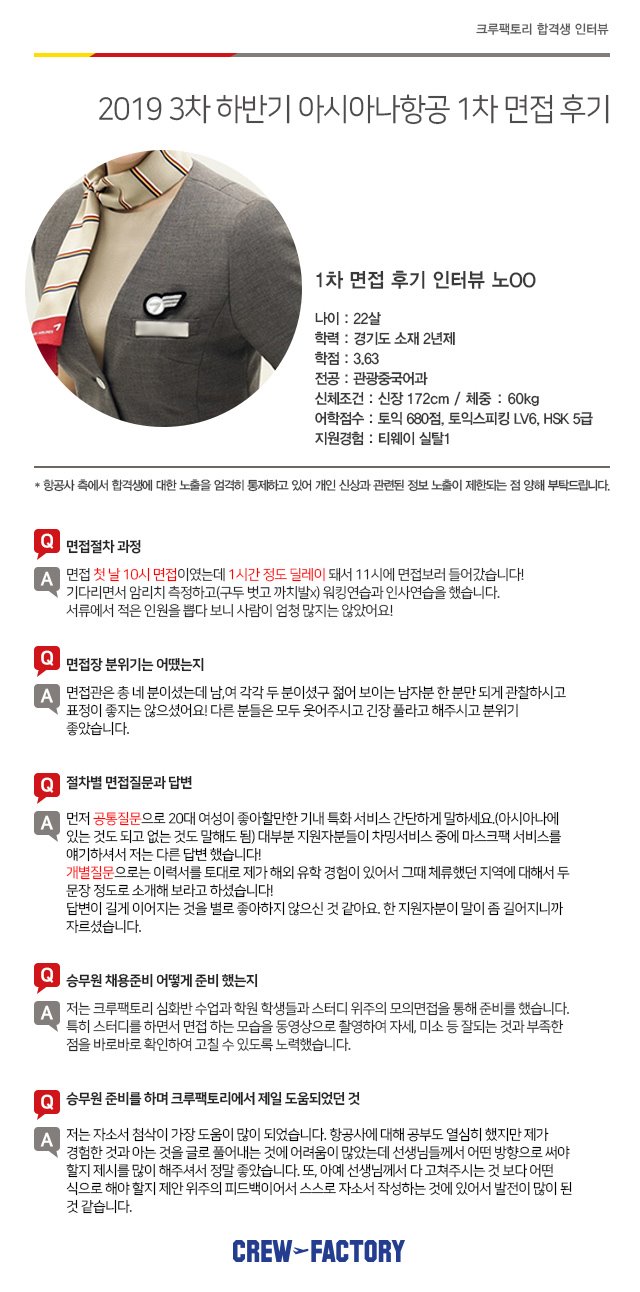 크루팩토리 합격생 인터뷰
2019 3차 하반기 아시아나항공 1차 면접 후기
1차 면접 후기 인터뷰 노OO
나이 : 22살
학력 : 경기도 소재 2년제
학점 : 3.63
전공 : 관광중국어과
신체조건 : 신장 172cm / 체중 : 60kg
어학점수 : 토익 680점, 토익스피킹 LV6, HSK 5급
지원경험 : 티웨이 실탈1
* 항공사 측에서 합격생에 대한 노출을 엄격히 통제하고 있어 개인 신상과 관련된 정보 노출이 제한되는 점 양해 부탁드립니다.
Q 면접절차 과정
A 면접 첫 날 10시 면접이였는데 1시간 정도 딜레이 돼서 11시에 면접보러 들어갔습니다!
기다리면서 암리치 측정하고(구두 벗고 까치발x) 워킹연습과 인사연습을 했습니다.
서류에서 적은 인원을 뽑다 보니 사람이 엄청 많지는 않았어요!
Q 면접장 분위기는 어땠는지
A 면접관은 총 네 분이셨는데 남,여 각각 두 분이셨구 젊어 보이는 남자분 한 분만 되게 관찰하시고
표정이 좋지는 않으셨어요! 다른 분들은 모두 웃어주시고 긴장 풀라고 해주시고 분위기
좋았습니다.
Q 절차별 면접질문과 답변
A 먼저 공통질문으로 20대 여성이 좋아할만한 기내 특화 서비스 간단하게 말하세요.(아시아나에
있는 것도 되고 없는 것도 말해도 됨) 대부분 지원자분들이 차밍서비스 중에 마스크팩 서비스를
얘기하셔서 저는 다른 답변 했습니다!
개별질문으로는 이력서를 토대로 제가 해외 유학 경험이 있어서 그때 체류했던 지역에 대해서 두
문장 정도로 소개해 보라고 하셨습니다!
답변이 길게 이어지는 것을 별로 좋아하지 않으신 것 같아요. 한 지원자분이 말이 좀 길어지니까
자르셨습니다.
Q 승무원 채용준비 어떻게 준비 했는지
A 저는 크루팩토리 심화반 수업과 학원 학생들과 스터디 위주의 모의면접을 통해 준비를 했습니다.
특히 스터디를 하면서 면접 하는 모습을 동영상으로 촬영하여 자세, 미소 등 잘되는 것과 부족한
점을 바로바로 확인하여 고칠 수 있도록 노력했습니다.
Q 승무원 준비를 하며 크루팩토리에서 제일 도움되었던 것
A 저는 자소서 첨삭이 가장 도움이 많이 되었습니다. 항공사에 대해 공부도 열심히 했지만 제가
경험한 것과 아는 것을 글로 풀어내는 것에 어려움이 많았는데 선생님들께서 어떤 방향으로 써야
할지 제시를 많이 해주셔서 정말 좋았습니다. 또, 아예 선생님께서 다 고쳐주시는 것 보다 어떤
식으로 해야 할지 제안 위주의 피드백이어서 스스로 자소서 작성하는 것에 있어서 발전이 많이 된
것 같습니다.
CREW FACTORY